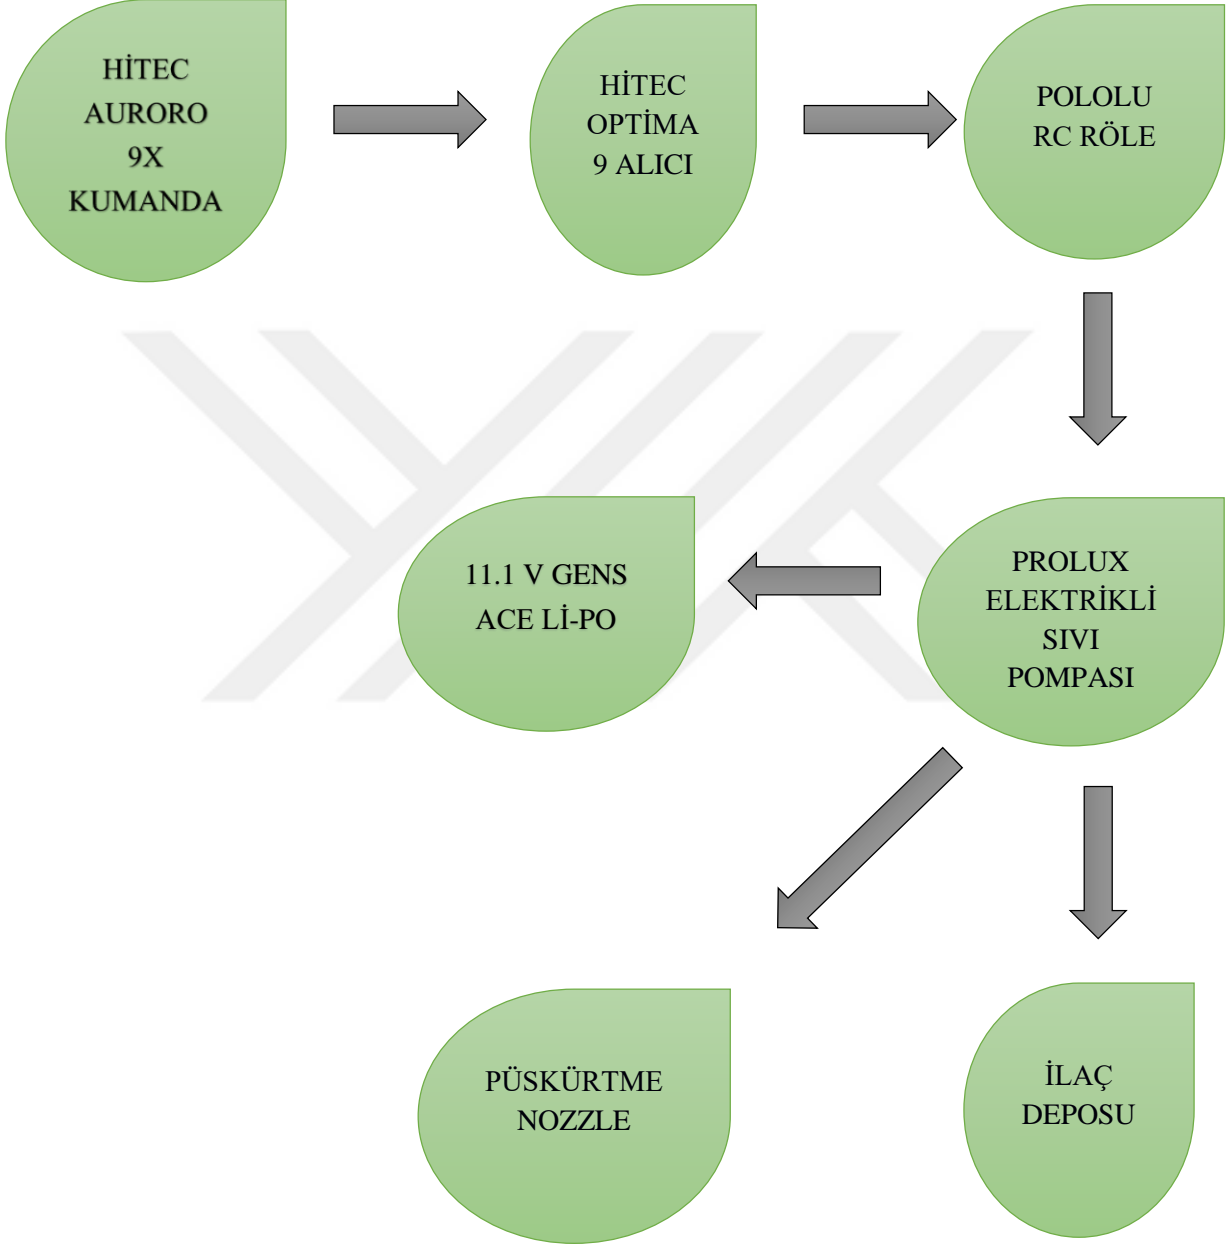 HİTEC
AURORO
9X
KUMANDA
HİTEC
OPTİMA
9 ALICI
POLOLU
RC RÖLE
11.1 V GENS
ACE Lİ-PO
PROLUX
ELEKTRİKLİ
SIVI
POMPASI
PÜSKÜRTME
NOZZLE
İLAÇ
DEPOSU